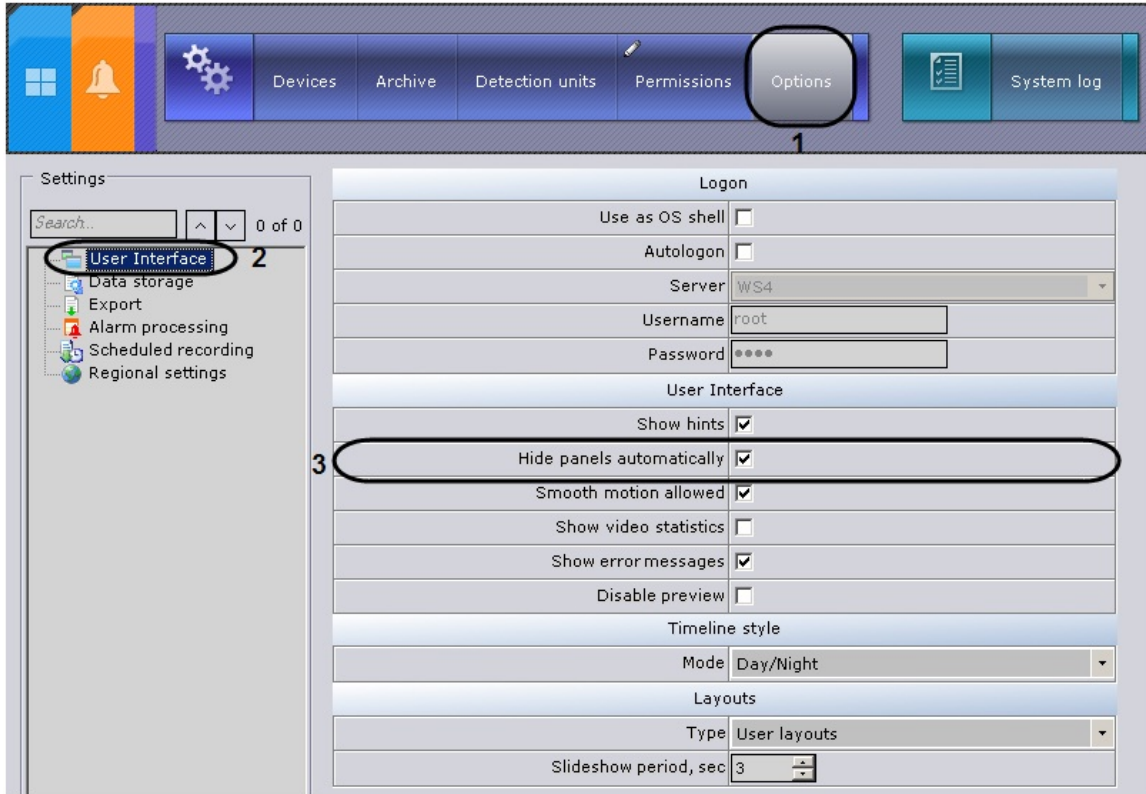 Devices Archive Detection units Permissions Options System log
1
Settings
Search... 0 of 0
User Interface 2
Data storage
Export
Alarm processing
Scheduled recording
Regional settings
Logon
Use as OS shell
Autologon
Server WS4
Username root
Password ••••
User Interface
Show hints
3 Hide panels automatically
Smooth motion allowed
Show video statistics
Show error messages
Disable preview
Timeline style
Mode Day/Night
Layouts
Type User layouts
Slideshow period, sec 3